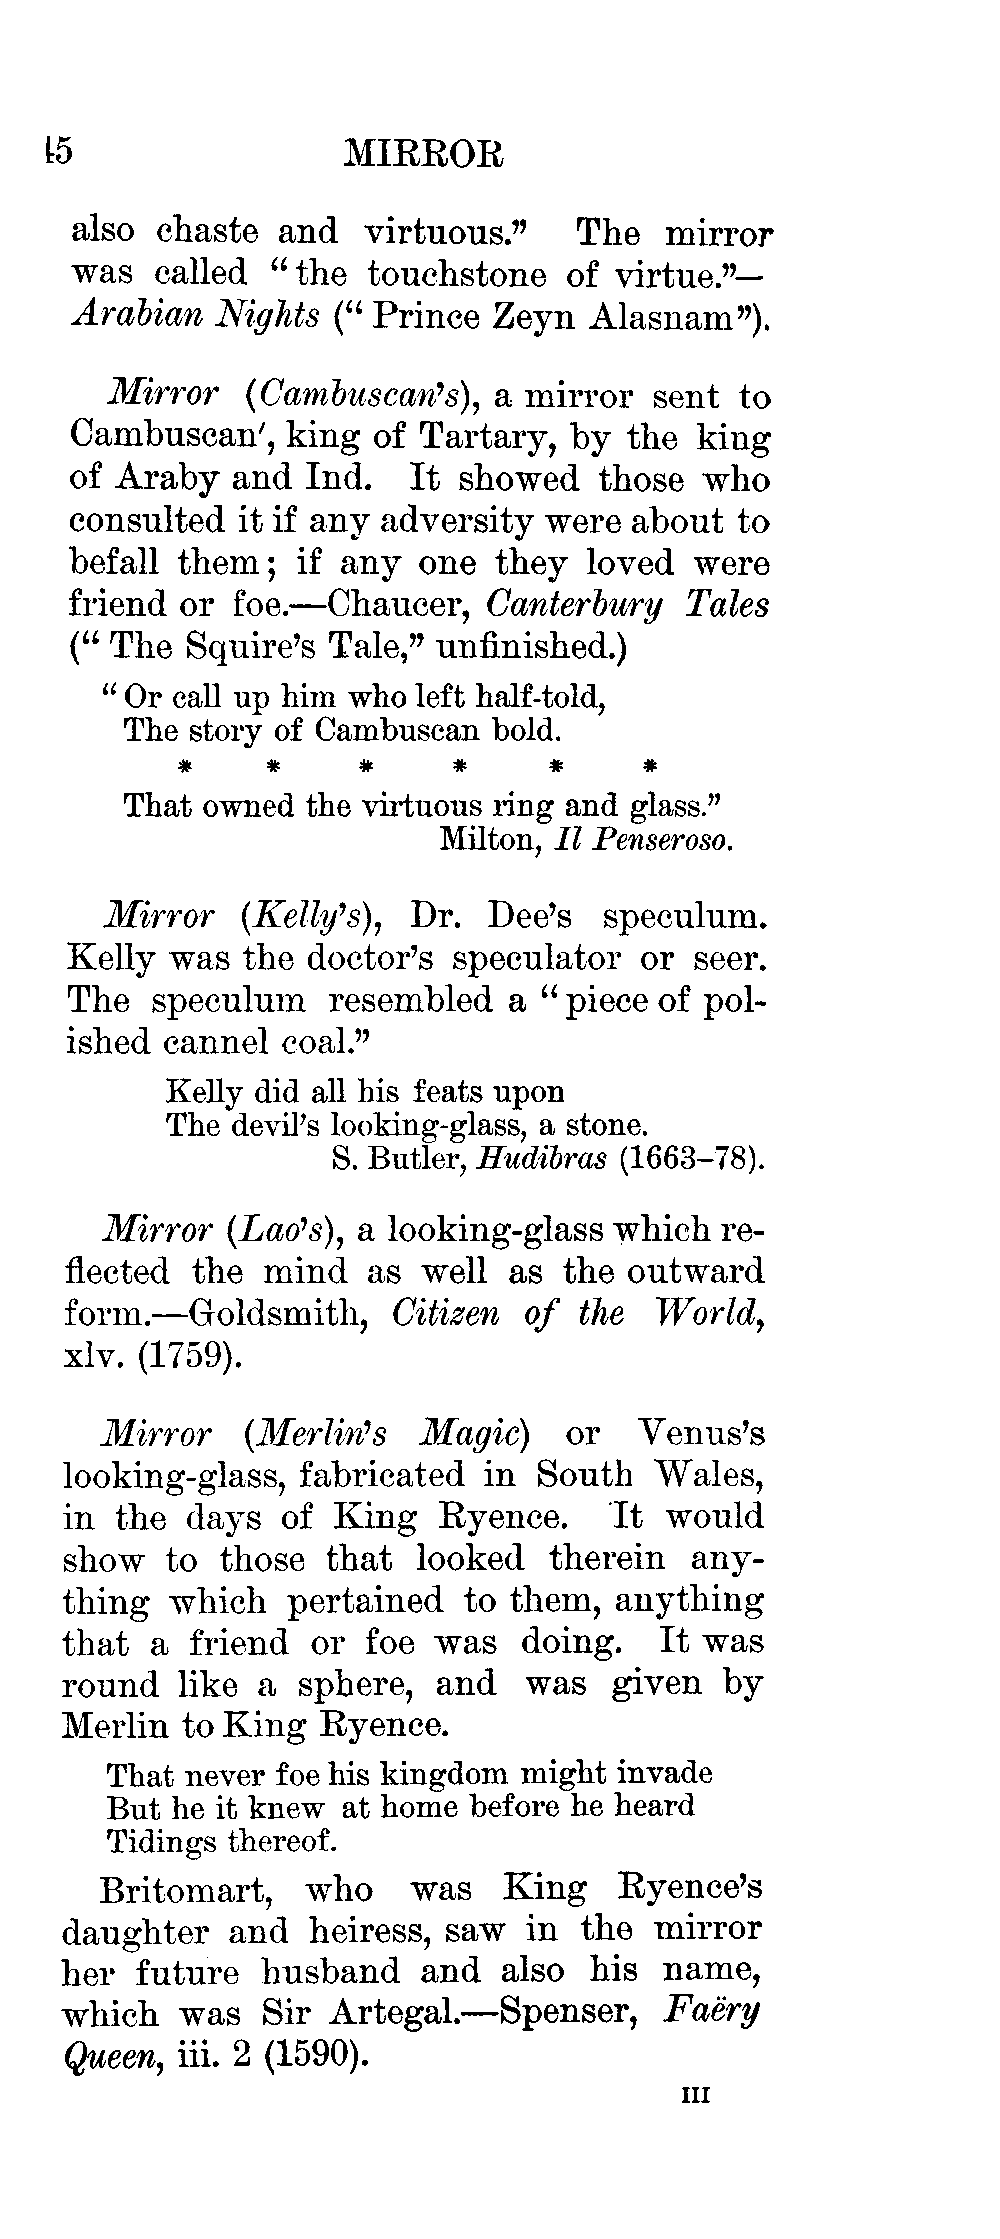 45 MIRROR
also chaste and virtuous.” The mirror
was called “the touchstone of virtue.”—
Arabian Nights (“Prince Zeyn Alasnam”).
Mirror (Cambuscan’s), a mirror sent to
Cambuscan′, king of Tartary, by the king
of Araby and Ind. It showed those who
consulted it if any adversity were about to
befall them; if any one they loved were
friend or foe.—Chaucer, Canterbury Tales
(“The Squire’s Tale,” unfinished.)
“Or call up him who left half-told,
The story of Cambuscan bold.
* * * * * *
That owned the virtuous ring and glass.”
Milton, Il Penseroso.
Mirror (Kelly’s), Dr. Dee’s speculum.
Kelly was the doctor’s speculator or seer.
The speculum resembled a “piece of pol-
ished cannel coal.”
Kelly did all his feats upon
The devil’s looking-glass, a stone.
S. Butler, Hudibras (1663–78).
Mirror (Lao’s), a looking-glass which re-
flected the mind as well as the outward
form.—Goldsmith, Citizen of the World,
xlv. (1759).
Mirror (Merlin’s Magic) or Venus’s
looking-glass, fabricated in South Wales,
in the days of King Ryence. It would
show to those that looked therein any-
thing which pertained to them, anything
that a friend or foe was doing. It was
round like a sphere, and was given by
Merlin to King Ryence.
That never foe his kingdom might invade
But he it knew at home before he heard
Tidings thereof.
Britomart, who was King Ryence’s
daughter and heiress, saw in the mirror
her future husband and also his name,
which was Sir Artegal.—Spenser, Faëry
Queen, iii. 2 (1590).
III